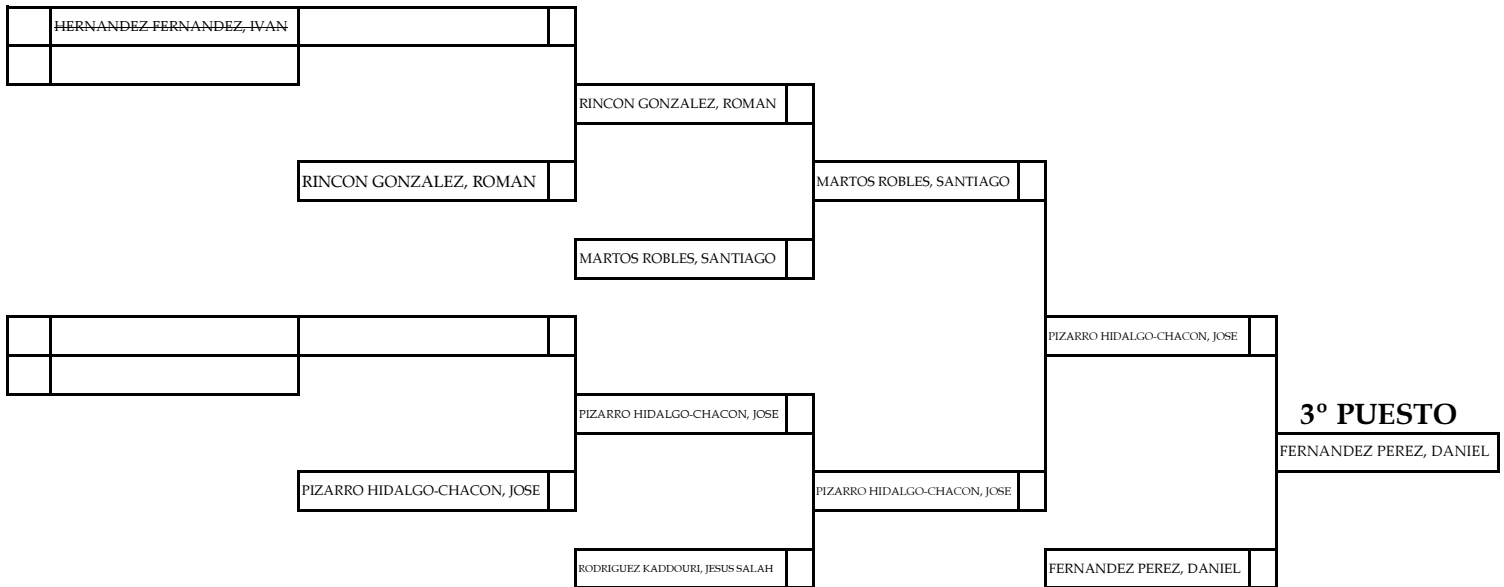 HERNANDEZ FERNANDEZ, IVAN
RINCON GONZALEZ, ROMAN
RINCON GONZALEZ, ROMAN
MARTOS ROBLES, SANTIAGO
MARTOS ROBLES, SANTIAGO
PIZARRO HIDALGO-CHACON, JOSE
PIZARRO HIDALGO-CHACON, JOSE
3º PUESTO
FERNANDEZ PEREZ, DANIEL
PIZARRO HIDALGO-CHACON, JOSE
PIZARRO HIDALGO-CHACON, JOSE
RODRIGUEZ KADDOURI, JESUS SALAH
FERNANDEZ PEREZ, DANIEL